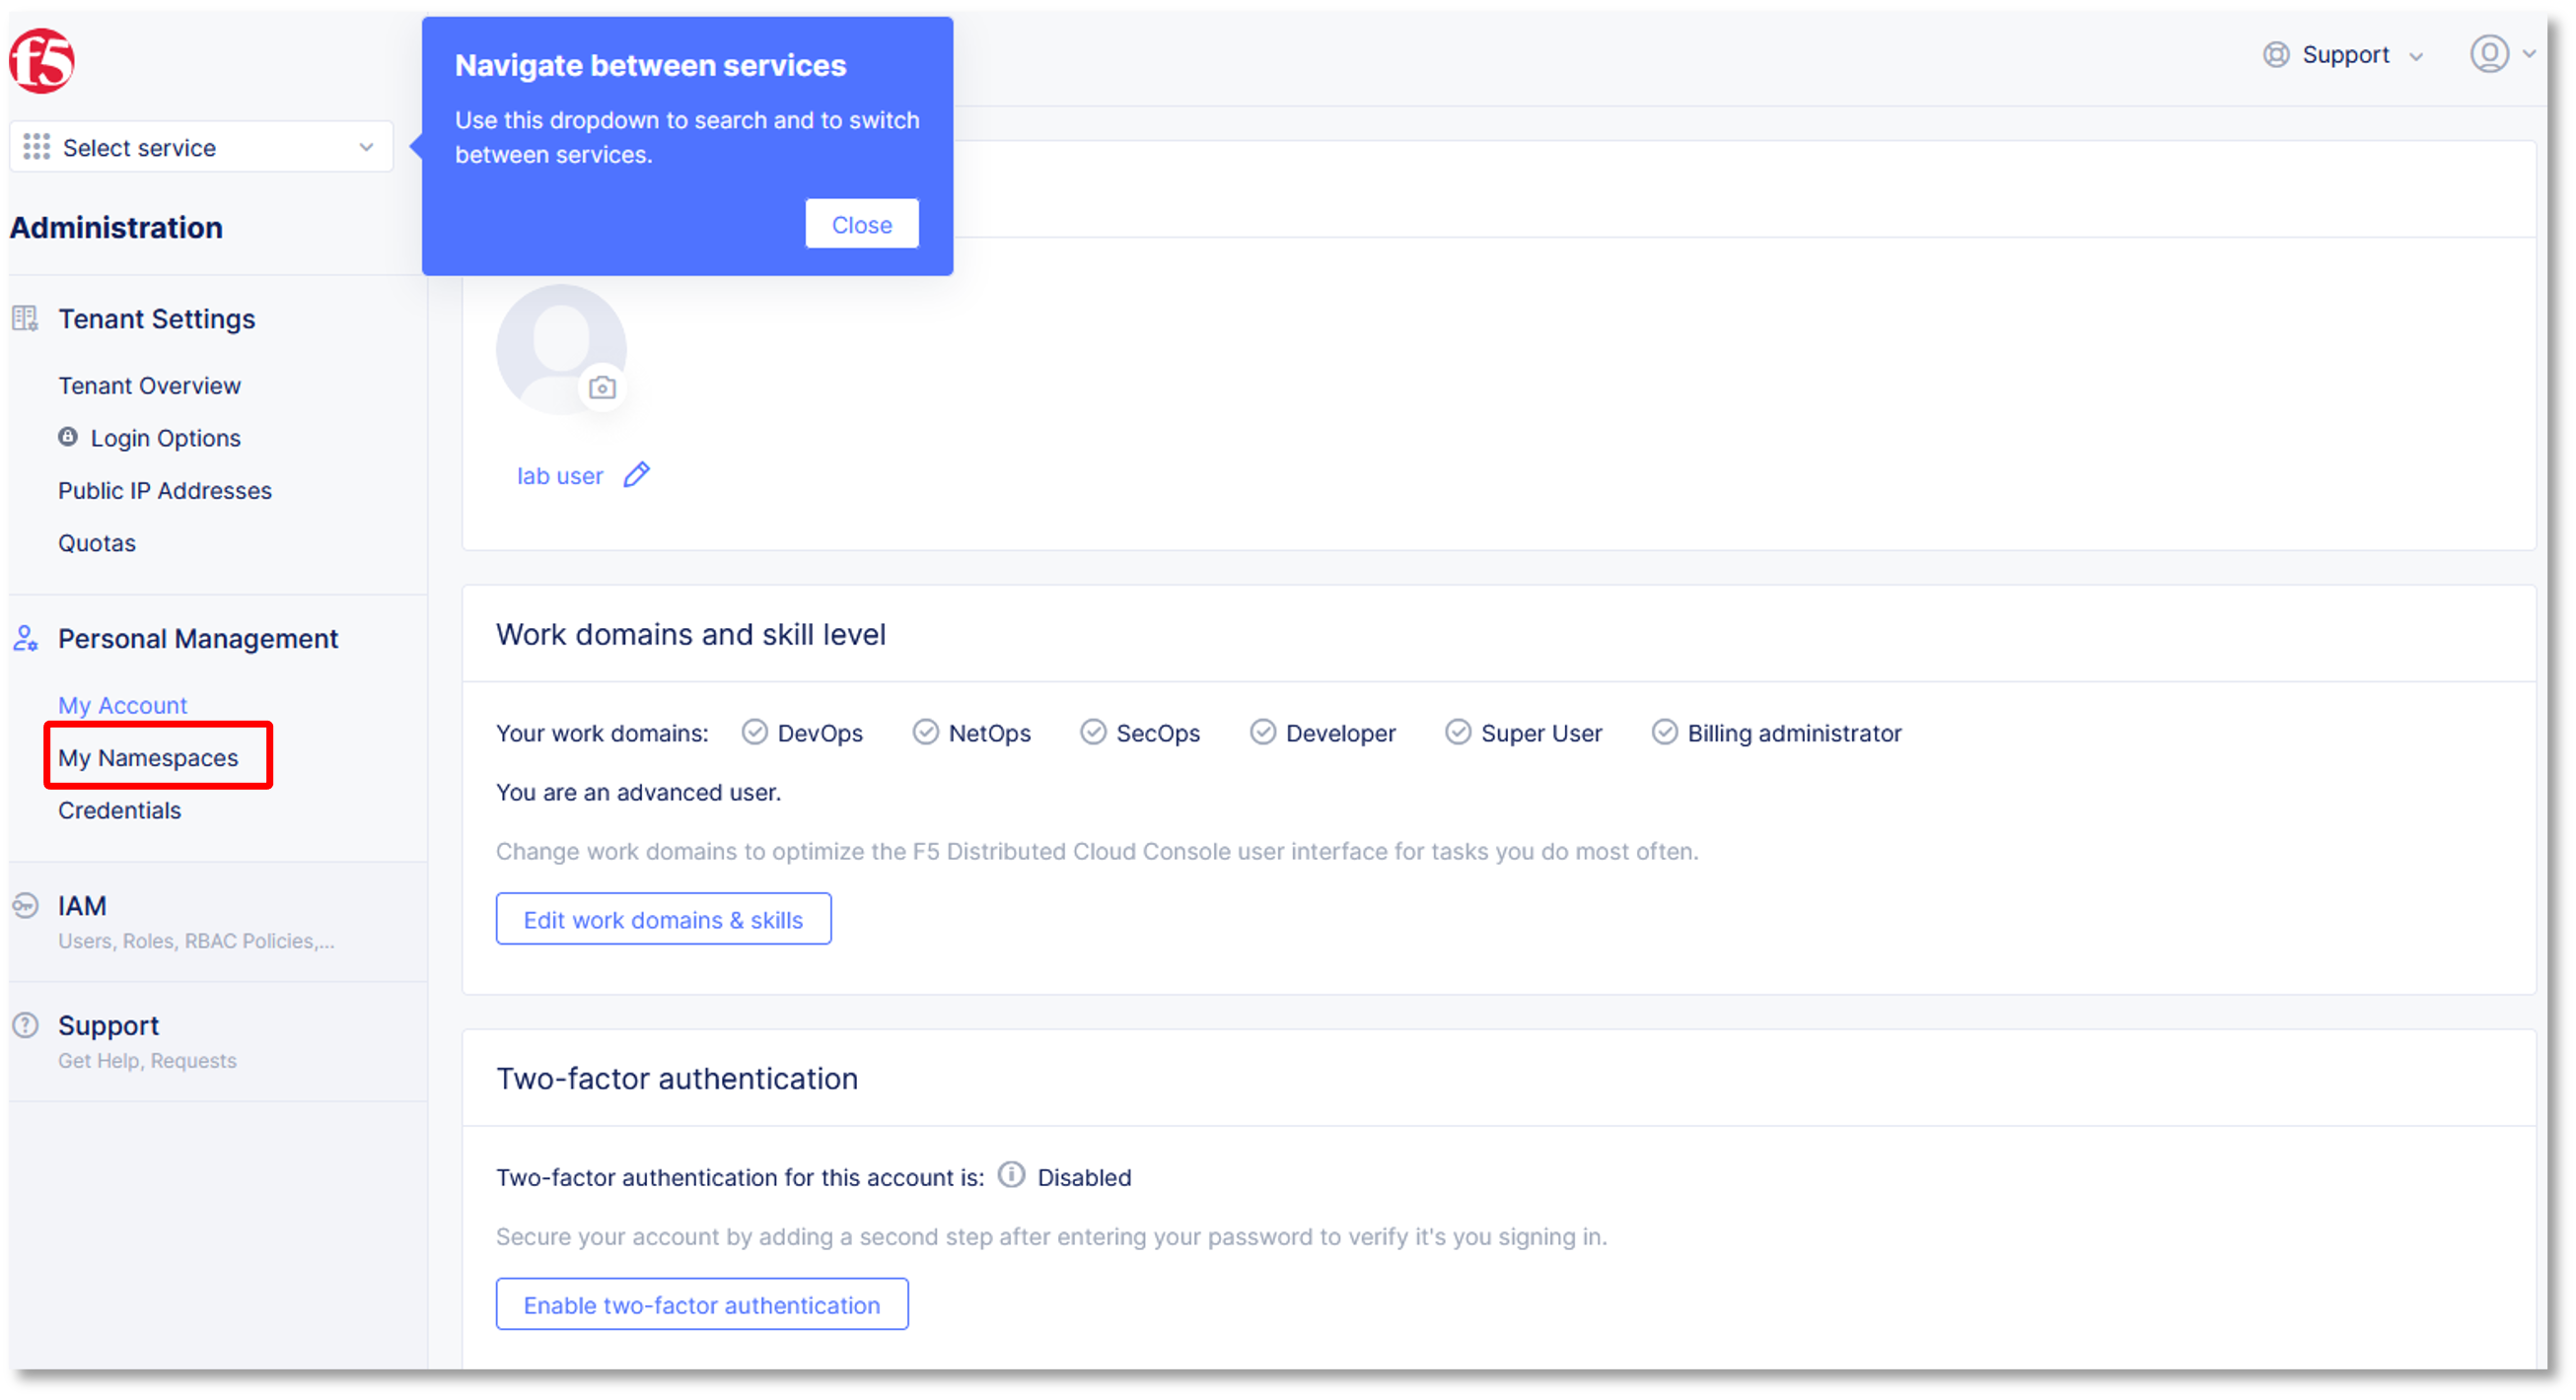 f5
Select service
Administration
Tenant Settings
Tenant Overview
Login Options
Public IP Addresses
Quotas
Personal Management
My Account
My Namespaces
Credentials
IAM
Users, Roles, RBAC Policies,...
Support
Get Help, Requests
Navigate between services
Use this dropdown to search and to switch
between services.
Close
Support
lab user
Work domains and skill level
Your work domains: DevOps NetOps SecOps Developer Super User Billing administrator
You are an advanced user.
Change work domains to optimize the F5 Distributed Cloud Console user interface for tasks you do most often.
Edit work domains & skills
Two-factor authentication
Two-factor authentication for this account is: Disabled
Secure your account by adding a second step after entering your password to verify it's you signing in.
Enable two-factor authentication